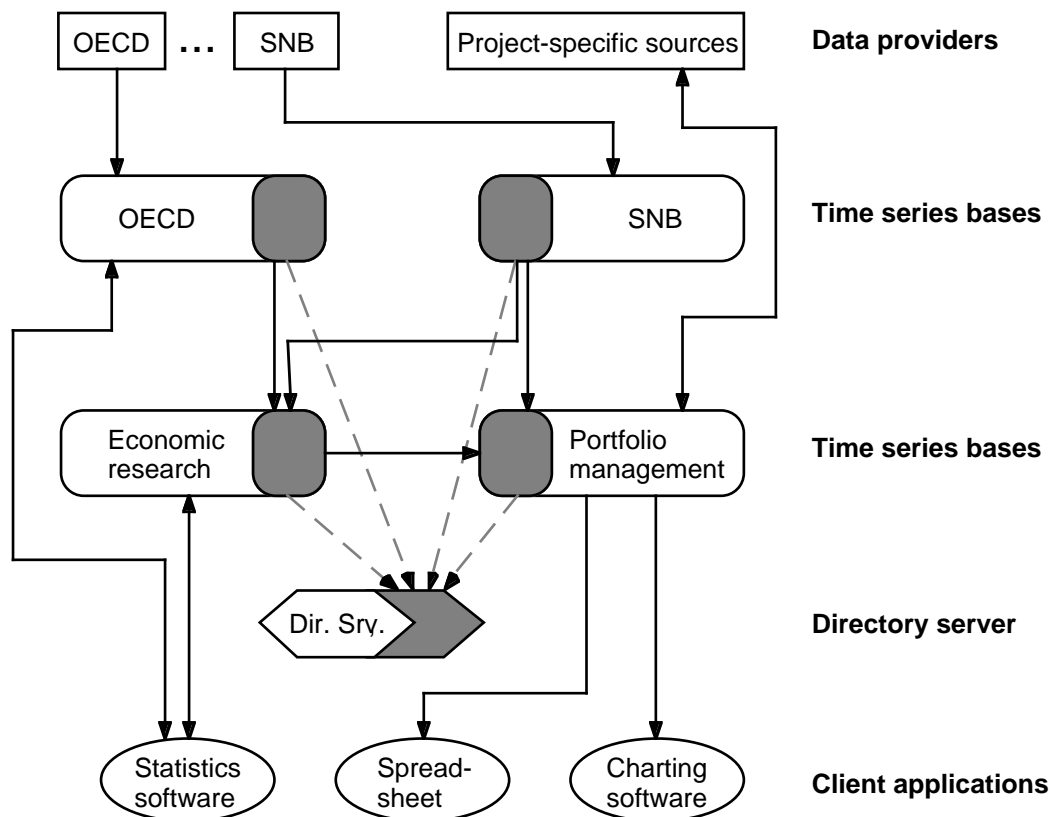 OECD ... SNB Project-specific sources Data providers
OECD SNB Time series bases
Economic
research
Portfolio
management
Time series bases
Dir. Srv. Directory server
Statistics
software
Spread-
sheet
Charting
software
Client applications